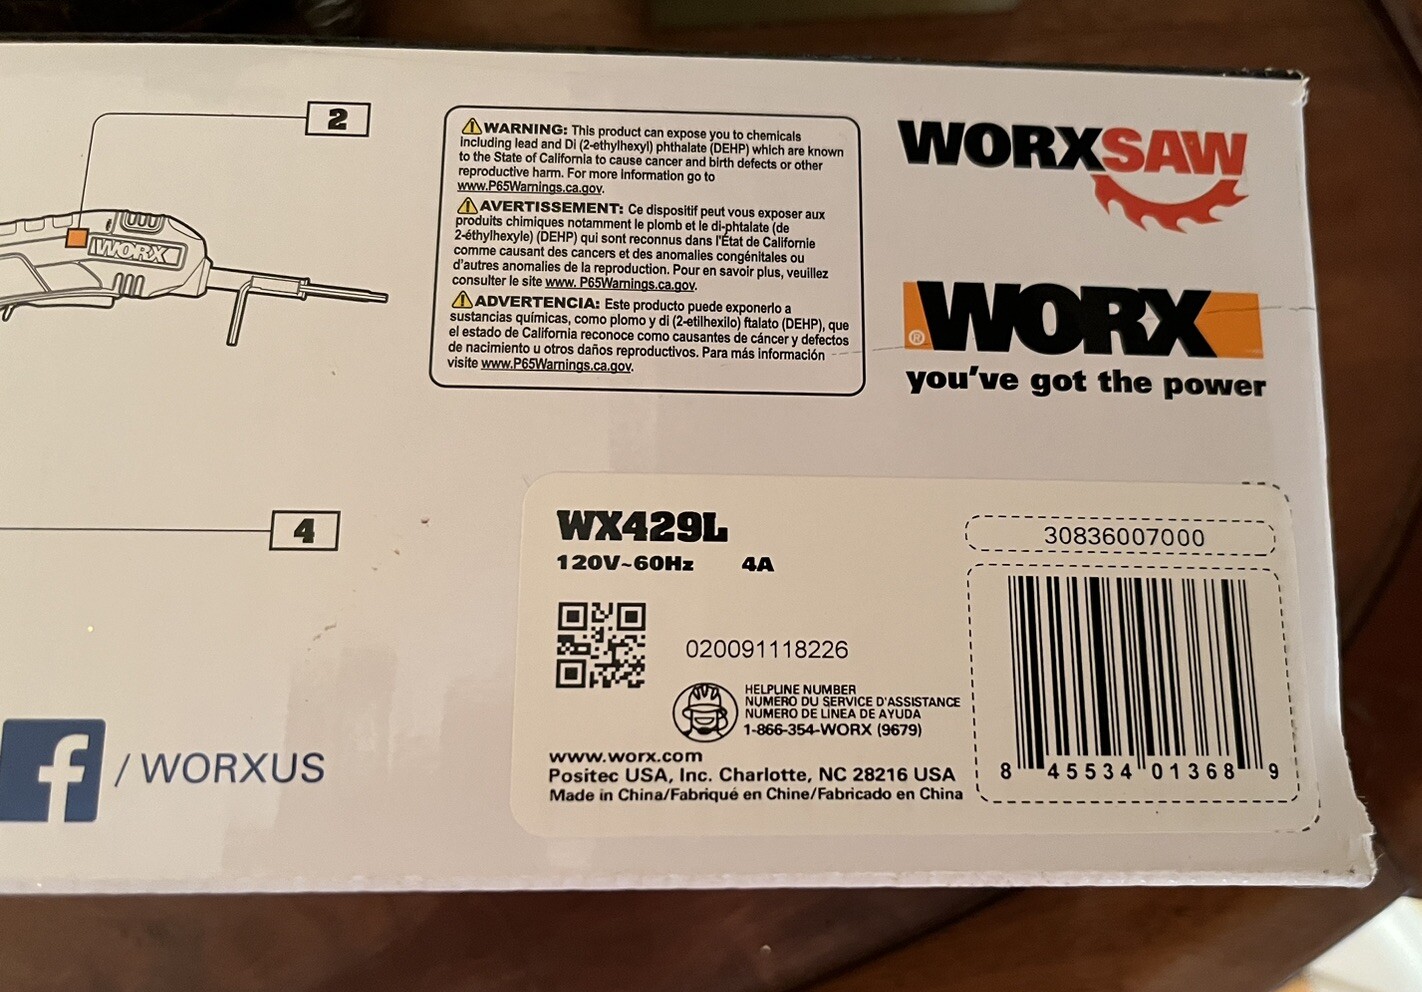 2
WORX
⚠WARNING: This product can expose you to chemicals
including lead and Di (2-ethylhexyl) phthalate (DEHP) which are known
to the State of California to cause cancer and birth defects or other
reproductive harm. For more Information go to
www.P65Warnings.ca.gov.
⚠AVERTISSEMENT: Ce dispositif peut vous exposer aux
produits chimiques notamment le plomb et le di-phtalate (de
2-éthylhexyle) (DEHP) qui sont reconnus dans l'État de Californie
comme causant des cancers et des anomalies congénitales ou
d'autres anomalies de la reproduction. Pour en savoir plus, veuillez
consulter le site www. P65Warnings.ca.gov.
⚠ADVERTENCIA: Este producto puede exponerlo a
sustancias químicas, como plomo y di (2-etilhexilo) ftalato (DEHP), que
el estado de California reconoce como causantes de cáncer y defectos
de nacimiento u otros daños reproductivos. Para más información
visite www.P65Warnings.ca.gov.
WORXSAW
®WORX
you've got the power
4
/WORXUS
WX429L
120V~60Hz 4A
020091118226
HELPLINE NUMBER
NUMERO DU SERVICE D'ASSISTANCE
NUMERO DE LINEA DE AYUDA
1-866-354-WORX (9679)
www.worx.com
Positec USA, Inc. Charlotte, NC 28216 USA
Made in China/Fabriqué en Chine/Fabricado en China
30836007000
8 45534 01368 9